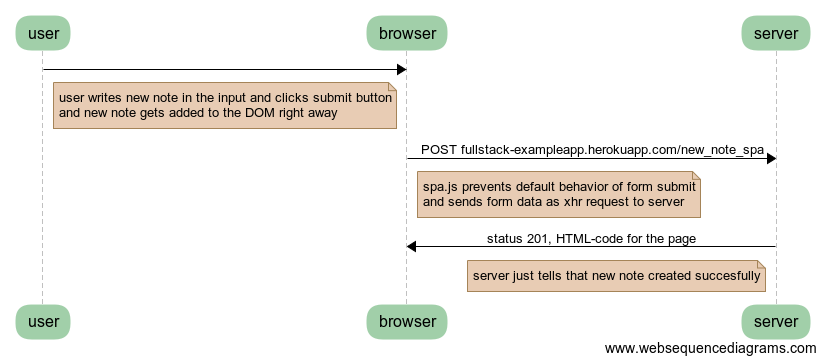 user browser server
user writes new note in the input and clicks submit button
and new note gets added to the DOM right away
POST fullstack-exampleapp.herokuapp.com/new_note_spa
spa.js prevents default behavior of form submit
and sends form data as xhr request to server
status 201, HTML-code for the page
server just tells that new note created succesfully
user browser server
www.websequencediagrams.com